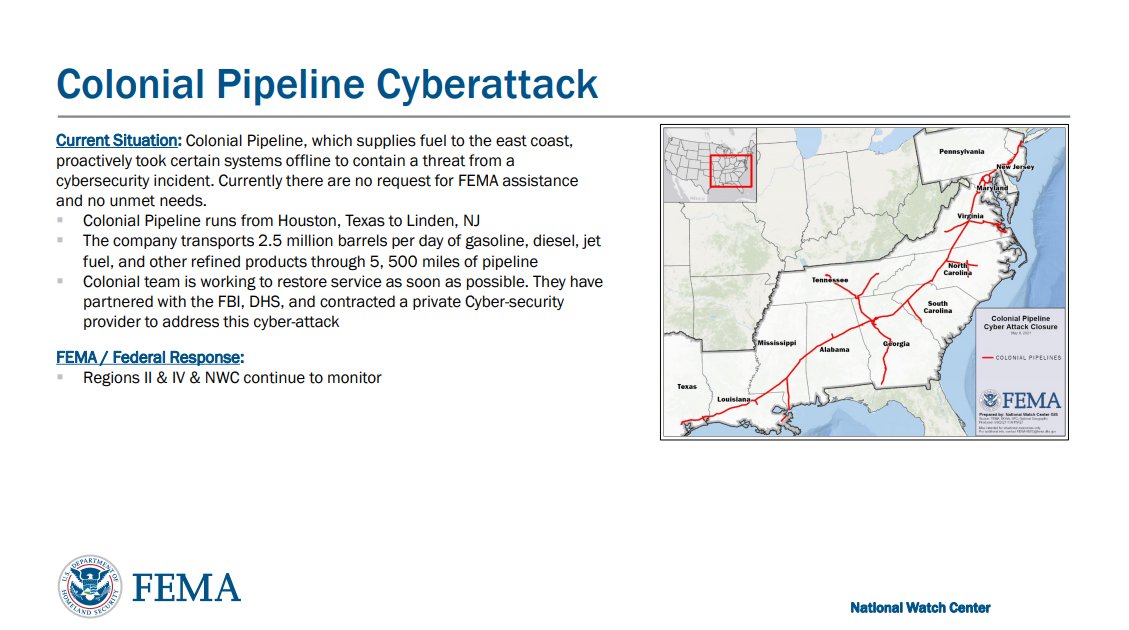 Colonial Pipeline Cyberattack
Current Situation: Colonial Pipeline, which supplies fuel to the east coast,
proactively took certain systems offline to contain a threat from a
cybersecurity incident. Currently there are no request for FEMA assistance
and no unmet needs.
Colonial Pipeline runs from Houston, Texas to Linden, NJ
The company transports 2.5 million barrels per day of gasoline, diesel, jet
fuel, and other refined products through 5, 500 miles of pipeline
Colonial team is working to restore service as soon as possible. They have
partnered with the FBI, DHS, and contracted a private Cyber-security
provider to address this cyber-attack
FEMA / Federal Response:
Regions II & IV & NWC continue to monitor
Pennsylvania
New Jersey
Maryland
Virginia
North
Carolina
Tennessee
South
Carolina
Mississippi
Alabama
Georgia
Texas
Louisiana
Colonial Pipeline
Cyber Attack Closure
COLONIAL PIPELINES
FEMA
Prepared by: National Watch Center GIS
U.S. DEPARTMENT OF
HOMELAND SECURITY
FEMA
National Watch Center